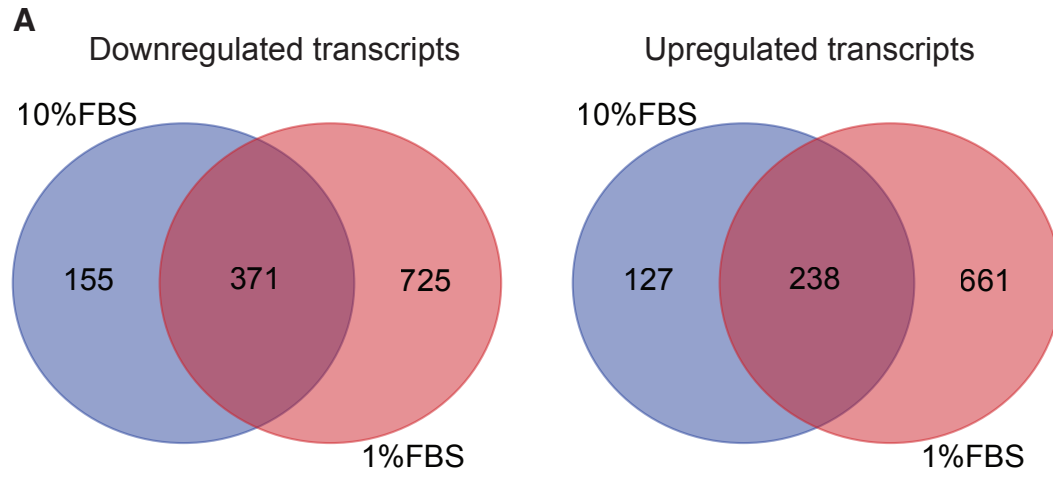 A
Downregulated transcripts
Upregulated transcripts
10%FBS
10%FBS
155
371
725
127
238
661
1%FBS
1%FBS